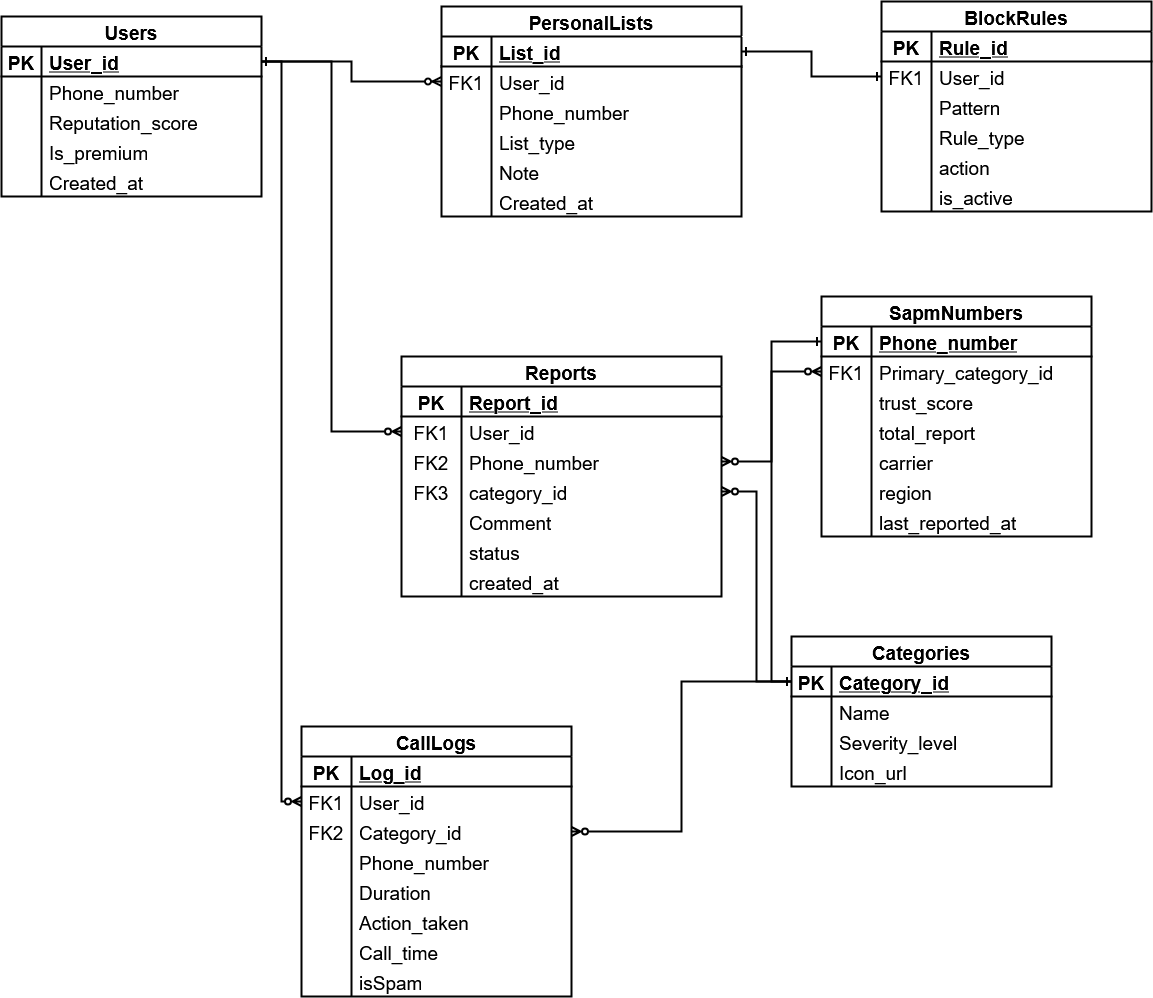 Users
PK User_id
Phone_number
Reputation_score
Is_premium
Created_at
PersonalLists
PK List_id
FK1 User_id
Phone_number
List_type
Note
Created_at
BlockRules
PK Rule_id
FK1 User_id
Pattern
Rule_type
action
is_active
SapmNumbers
PK Phone_number
FK1 Primary_category_id
trust_score
total_report
carrier
region
last_reported_at
Reports
PK Report_id
FK1 User_id
FK2 Phone_number
FK3 category_id
Comment
status
created_at
Categories
PK Category_id
Name
Severity_level
Icon_url
CallLogs
PK Log_id
FK1 User_id
FK2 Category_id
Phone_number
Duration
Action_taken
Call_time
isSpam